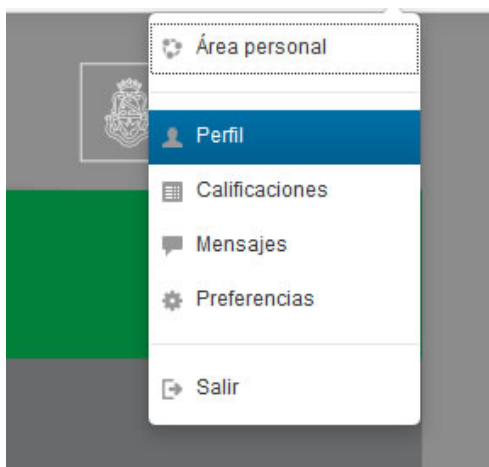 Área personal
Perfil
Calificaciones
Mensajes
Preferencias
Salir